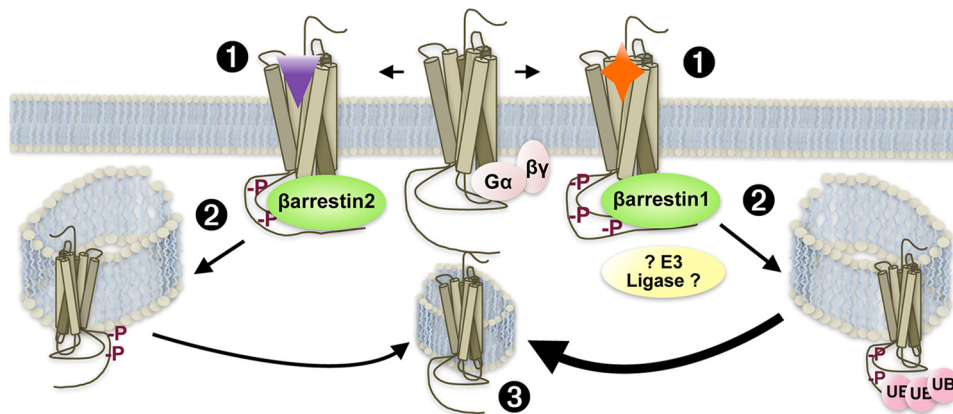 ❶
❶
βγ
Gα
-P
βarrestin2
-P
-P
βarrestin1
-P
-P
❷
❷
? E3
Ligase ?
-P
-P
-P
-P
UB
UB
UB
❸